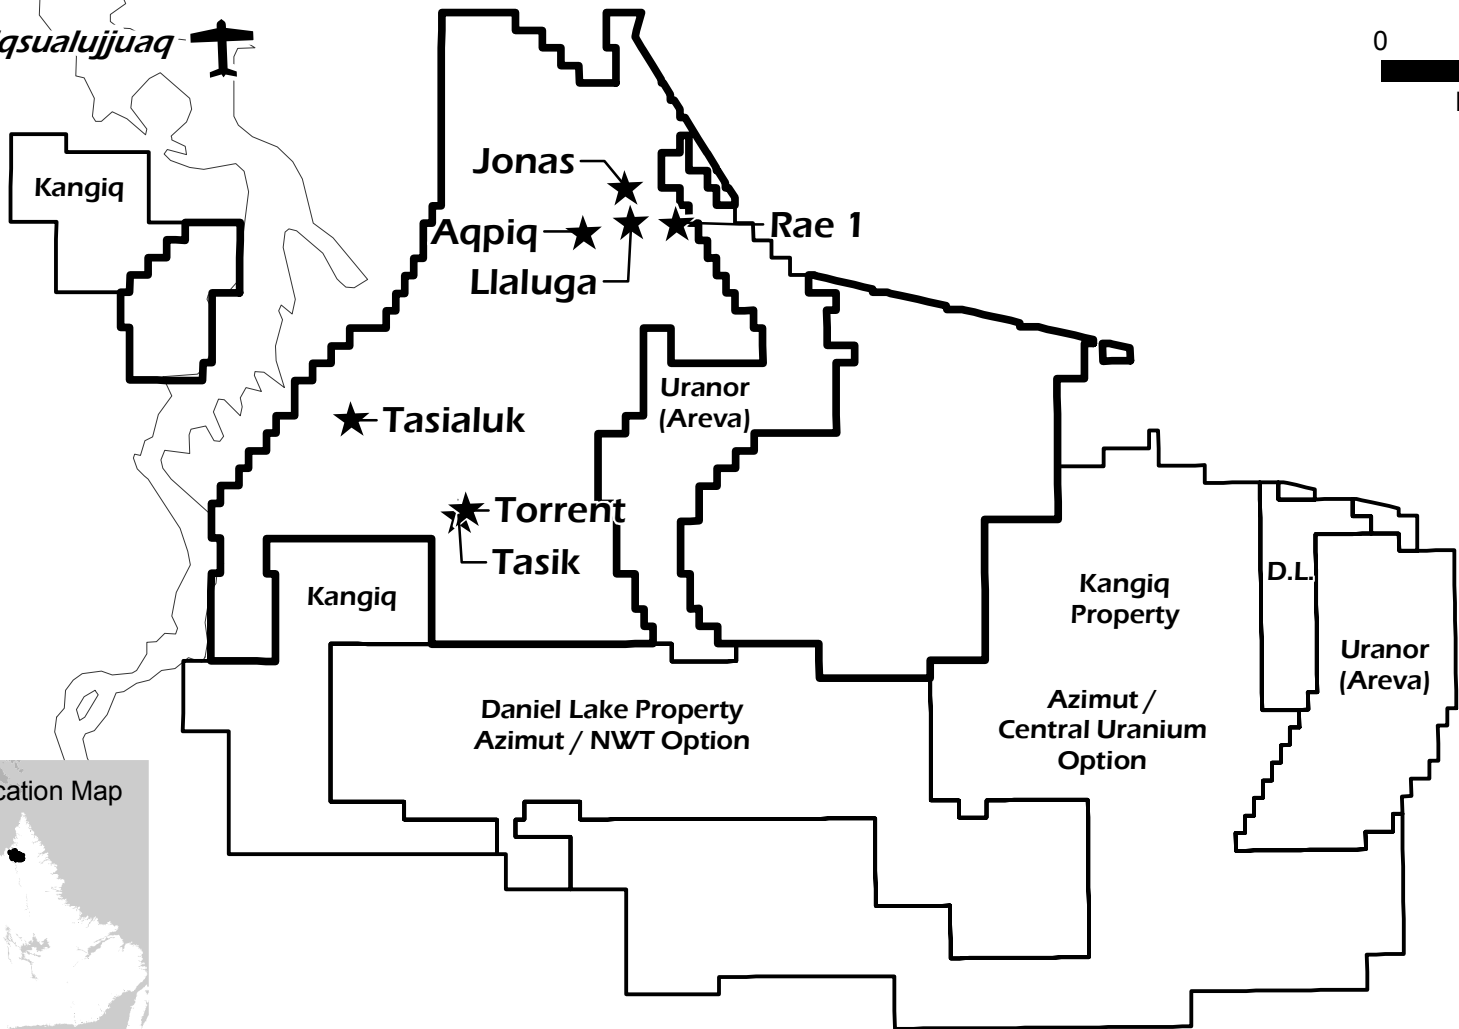 qsualujjuaq
0
Kangiq
Jonas
Aqpiq
Rae 1
Llaluga
Uranor
(Areva)
Tasialuk
Torrent
Tasik
Kangiq
Kangiq
Property
D.L.
Uranor
(Areva)
Daniel Lake Property
Azimut / NWT Option
Azimut /
Central Uranium
Option
cation Map